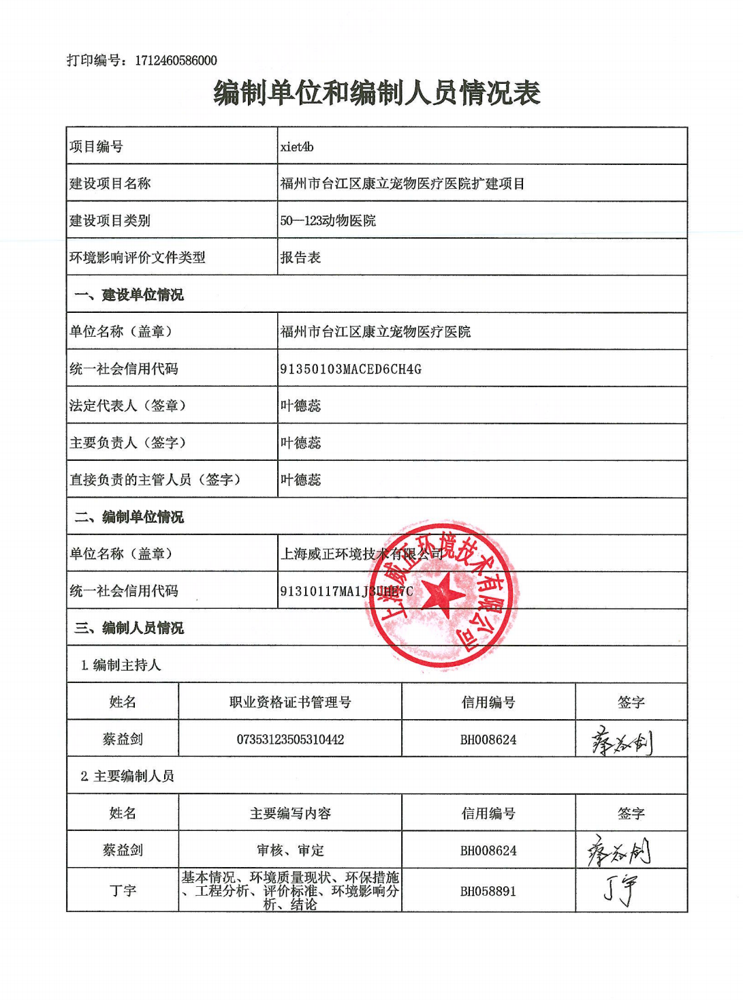 打印编号：1712460586000
编制单位和编制人员情况表
项目编号 xiet4b
建设项目名称 福州市台江区康立宠物医疗医院扩建项目
建设项目类别 50—123动物医院
环境影响评价文件类型 报告表
一、建设单位情况
单位名称（盖章） 福州市台江区康立宠物医疗医院
统一社会信用代码 91350103MACED6CH4G
法定代表人（签章） 叶德蕊
主要负责人（签字） 叶德蕊
直接负责的主管人员（签字） 叶德蕊
二、编制单位情况
单位名称（盖章） 上海威正环境技术有限公司
统一社会信用代码 91310117MA1J3UHE7C
上海威正环境技术有限公司
三、编制人员情况
1 编制主持人
姓名 职业资格证书管理号 信用编号 签字
蔡益剑 07353123505310442 BH008624 蔡益剑
2 主要编制人员
姓名 主要编写内容 信用编号 签字
蔡益剑 审核、审定 BH008624 蔡益剑
基本情况、环境质量现状、环保措施
丁宇 、工程分析、评价标准、环境影响分 BH058891 丁宇
析、结论